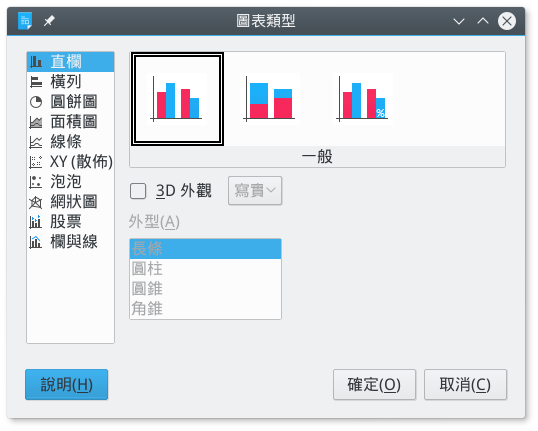 圖表類型
直欄
橫列
圓餅圖
面積圖
線條
XY (散佈)
泡泡
網狀圖
股票
欄與線
%
一般
3D 外觀
寫實
外型(A)
長條
圓柱
圓錐
角錐
說明(H)
確定(O)
取消(C)